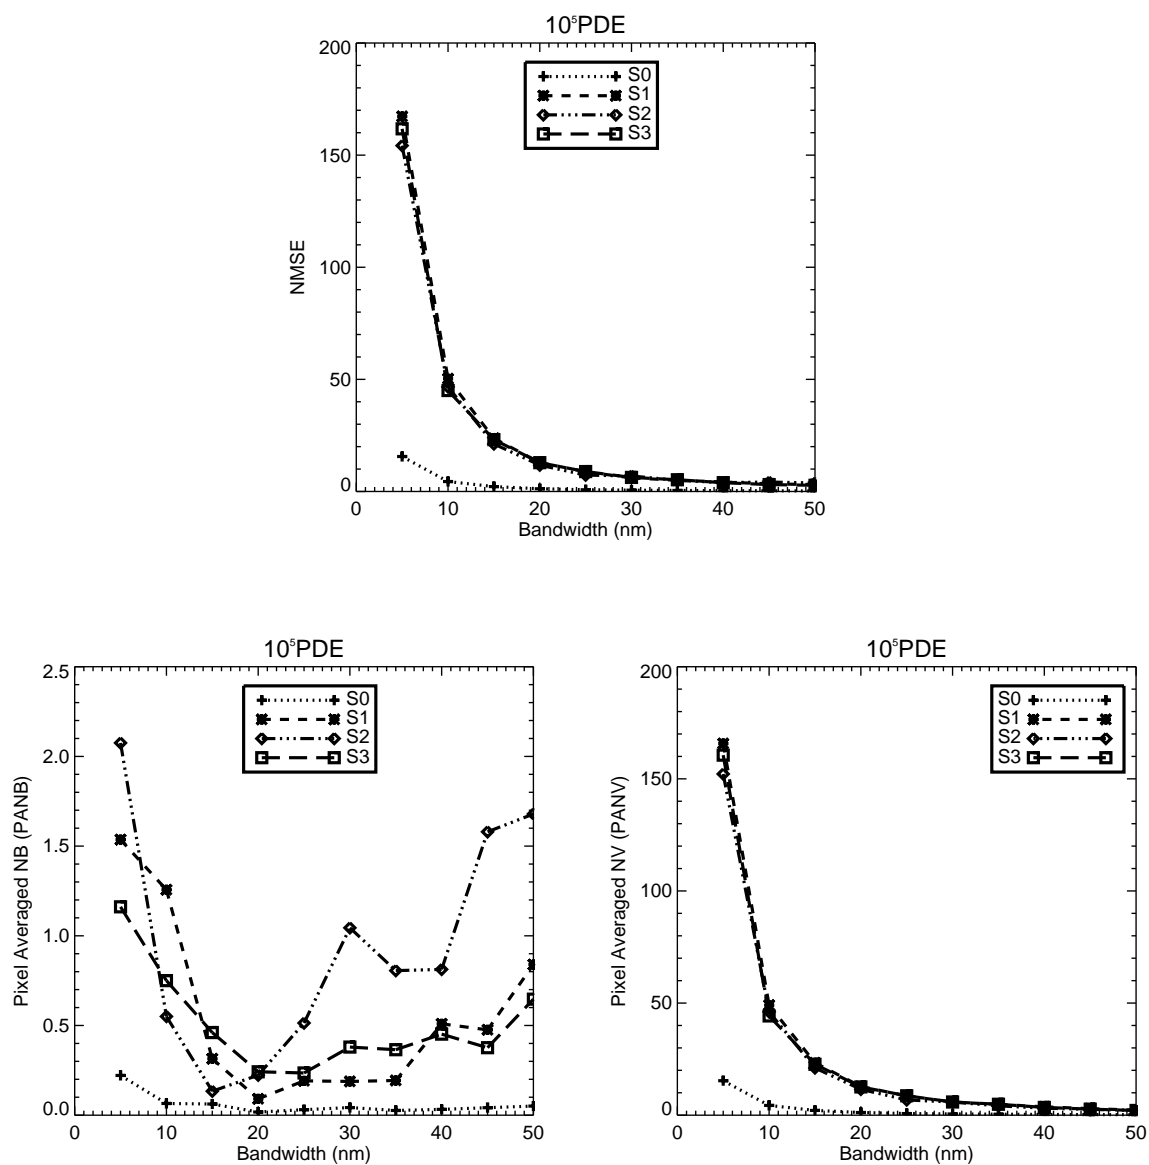 10⁵PDE
200
150
100
50
0
NMSE
S0
S1
S2
S3
0 10 20 30 40 50
Bandwidth (nm)
10⁵PDE
2.5
2.0
1.5
1.0
0.5
0.0
Pixel Averaged NB (PANB)
S0
S1
S2
S3
0 10 20 30 40 50
Bandwidth (nm)
10⁵PDE
200
150
100
50
0
Pixel Averaged NV (PANV)
S0
S1
S2
S3
0 10 20 30 40 50
Bandwidth (nm)